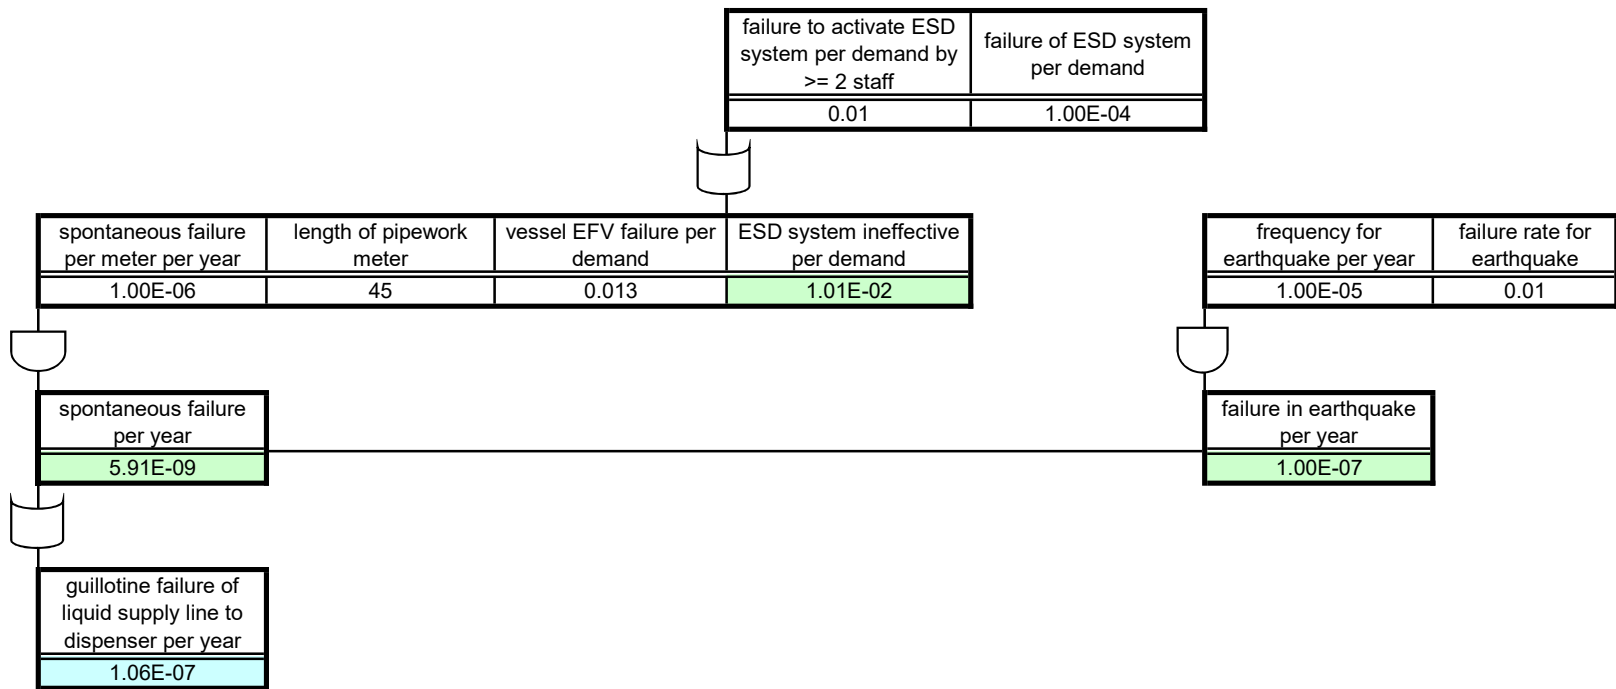 failure to activate ESD
system per demand by
>= 2 staff
failure of ESD system
per demand
0.01
1.00E-04
spontaneous failure
per meter per year
length of pipework
meter
vessel EFV failure per
demand
ESD system ineffective
per demand
1.00E-06
45
0.013
1.01E-02
frequency for
earthquake per year
failure rate for
earthquake
1.00E-05
0.01
spontaneous failure
per year
5.91E-09
failure in earthquake
per year
1.00E-07
guillotine failure of
liquid supply line to
dispenser per year
1.06E-07